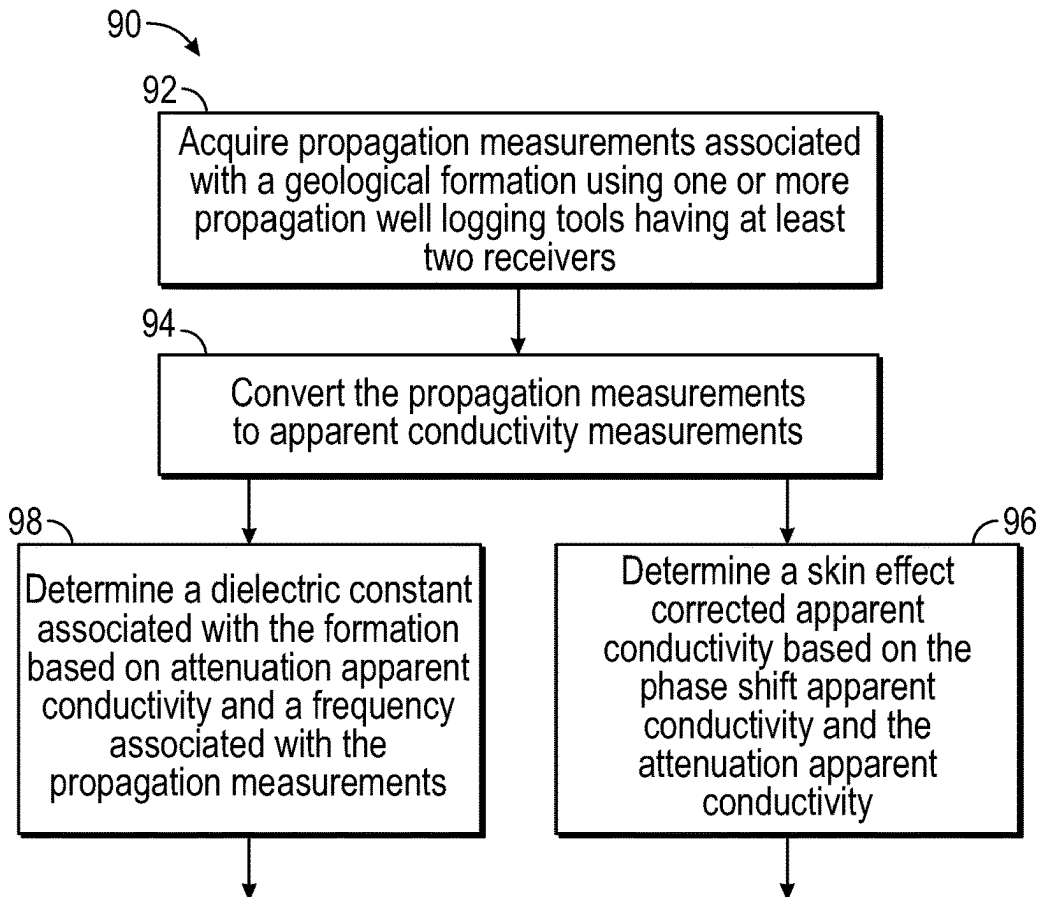 90
92
Acquire propagation measurements associated
with a geological formation using one or more
propagation well logging tools having at least
two receivers
94
Convert the propagation measurements
to apparent conductivity measurements
98
Determine a dielectric constant
associated with the formation
based on attenuation apparent
conductivity and a frequency
associated with the
propagation measurements
96
Determine a skin effect
corrected apparent
conductivity based on the
phase shift apparent
conductivity and the
attenuation apparent
conductivity